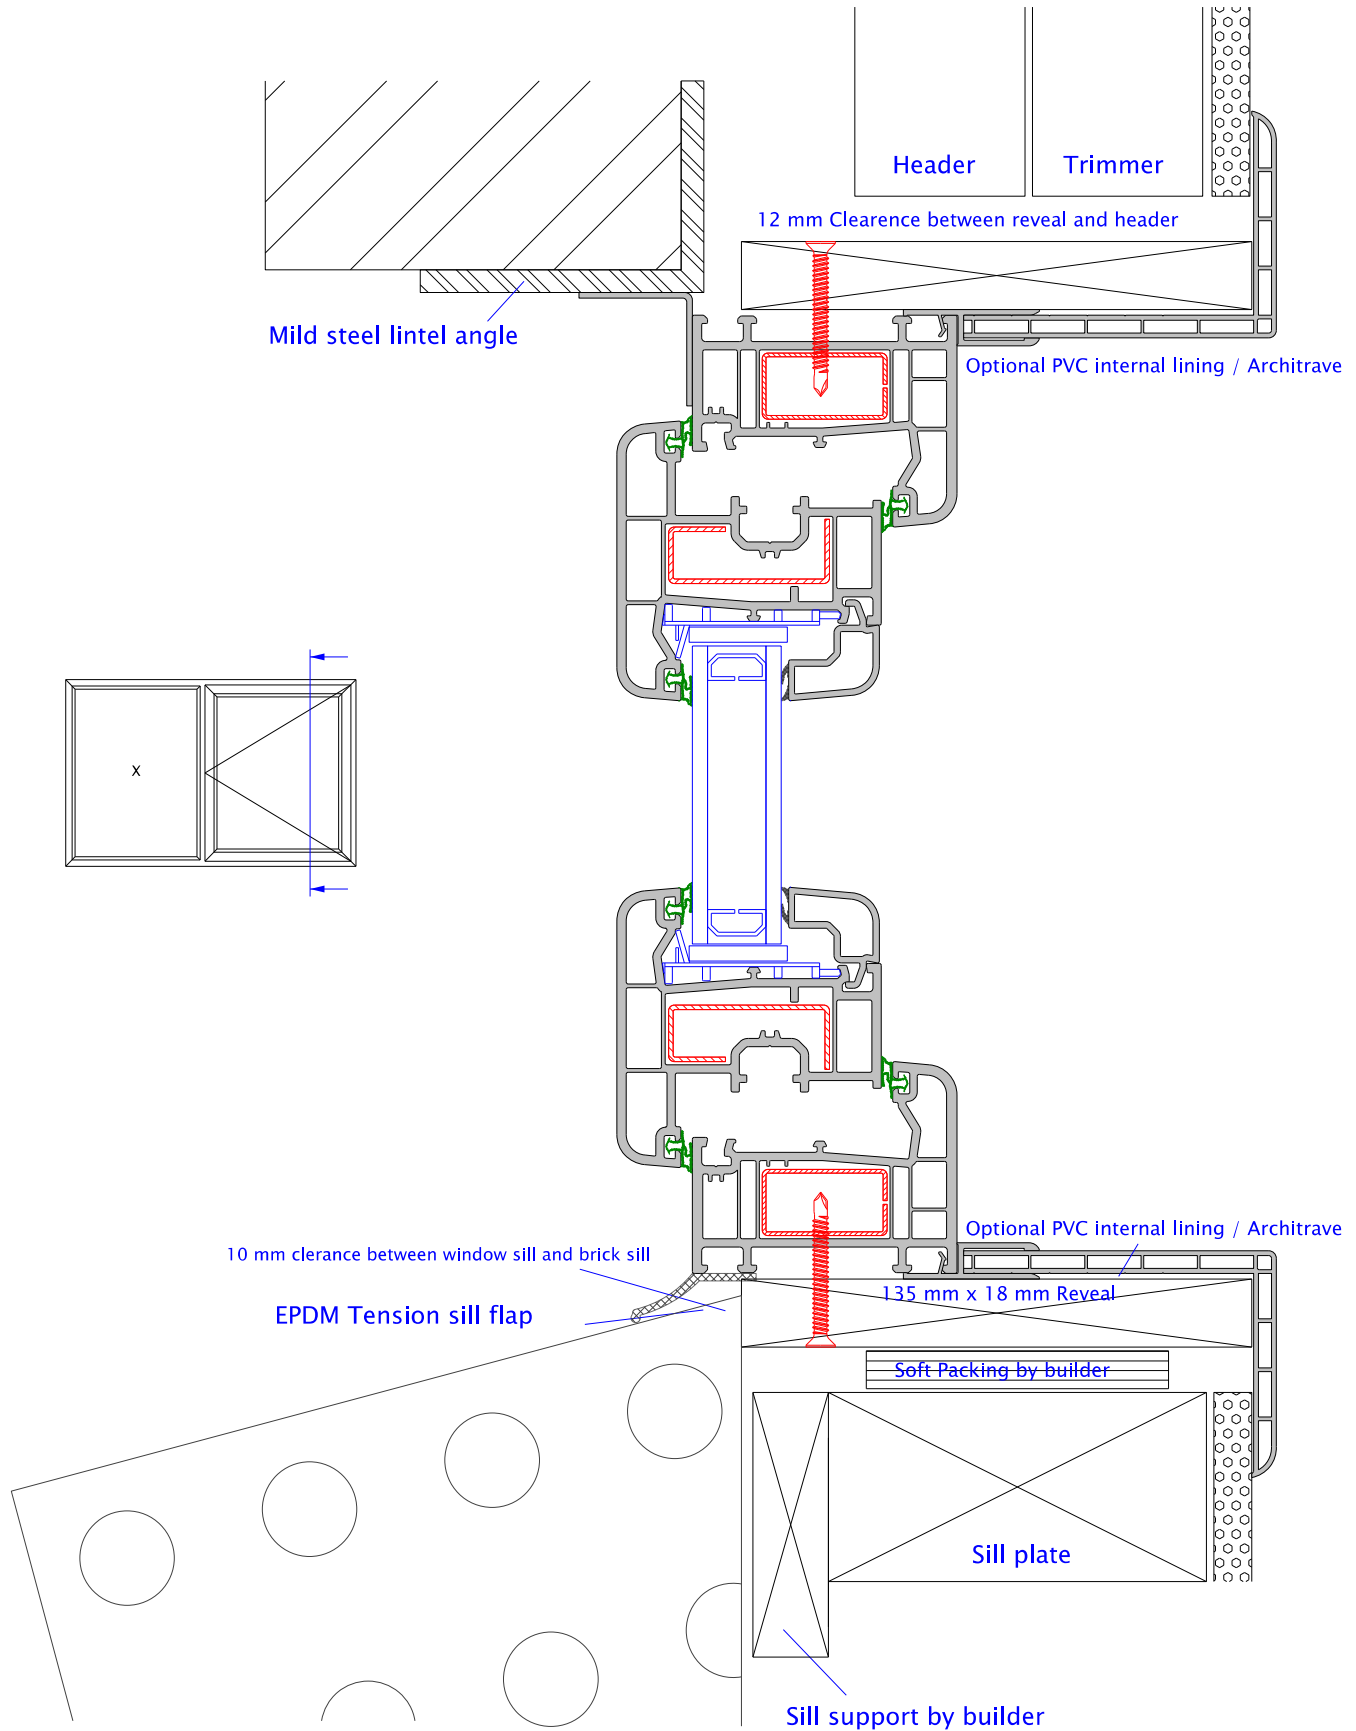 Header
Trimmer
12 mm Clearence between reveal and header
Mild steel lintel angle
Optional PVC internal lining / Architrave
X
Optional PVC internal lining / Architrave
10 mm clerance between window sill and brick sill
135 mm x 18 mm Reveal
EPDM Tension sill flap
Soft Packing by builder
Sill plate
Sill support by builder